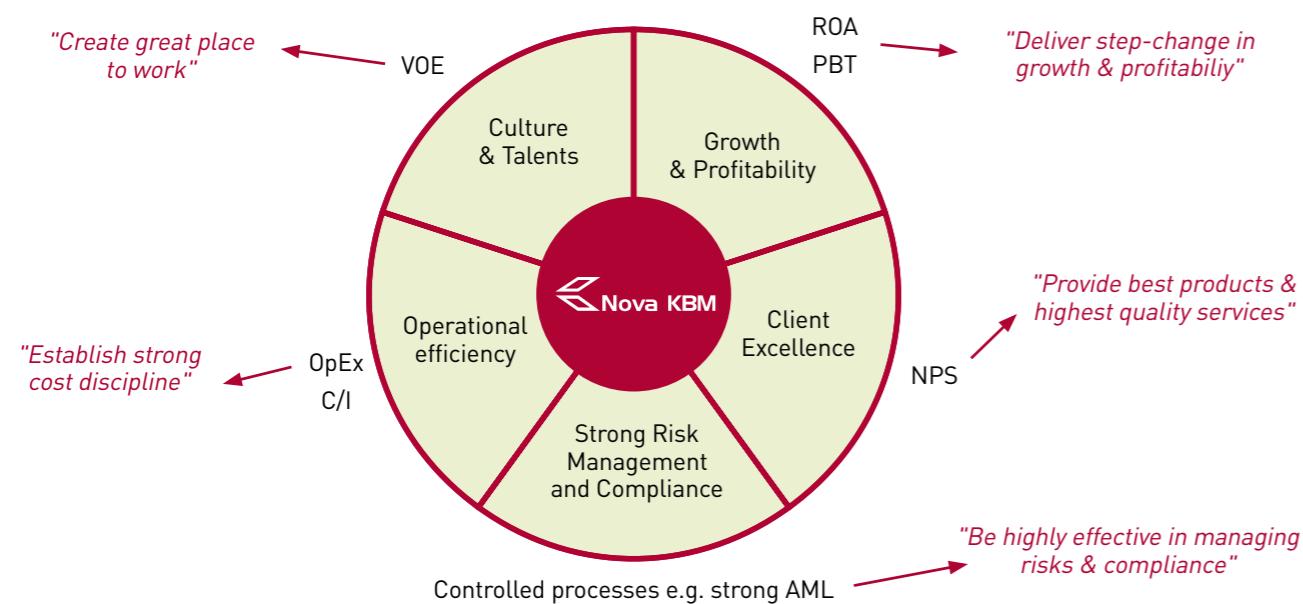 "Create great place
to work"
VOE
ROA
PBT
"Deliver step-change in
growth & profitabiliy"
Culture
& Talents
Growth
& Profitability
Nova KBM
Operational
efficiency
Client
Excellence
"Provide best products &
highest quality services"
NPS
"Establish strong
cost discipline"
OpEx
C/I
Strong Risk
Management
and Compliance
Controlled processes e.g. strong AML
"Be highly effective in managing
risks & compliance"